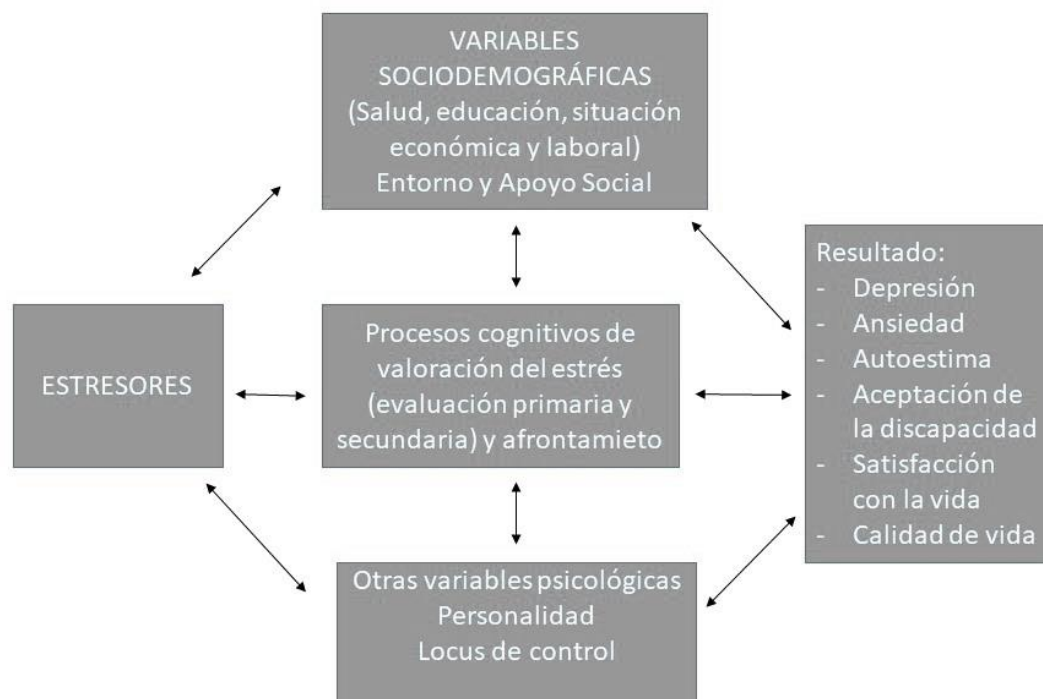 VARIABLES
SOCIODEMOGRÁFICAS
(Salud, educación, situación
económica y laboral)
Entorno y Apoyo Social
ESTRESORES
Procesos cognitivos de
valoración del estrés
(evaluación primaria y
secundaria) y afrontamieto
Resultado:
- Depresión
- Ansiedad
- Autoestima
- Aceptación de
la discapacidad
- Satisfacción
con la vida
- Calidad de vida
Otras variables psicológicas
Personalidad
Locus de control